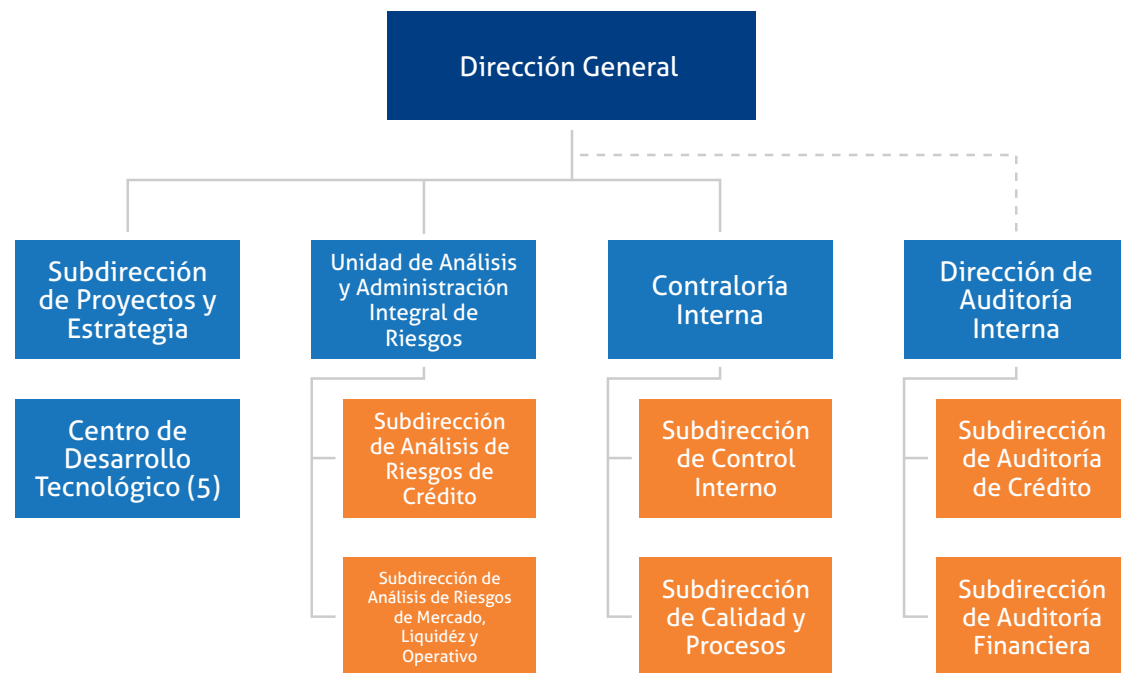 Dirección General
Subdirección
de Proyectos y
Estrategia
Unidad de Análisis
y Administración
Integral de
Riesgos
Contraloría
Interna
Dirección de
Auditoría
Interna
Centro de
Desarrollo
Tecnológico (5)
Subdirección
de Análisis de
Riesgos de
Crédito
Subdirección
de Control
Interno
Subdirección
de Auditoría
de Crédito
Subdirección de
Análisis de Riesgos
de Mercado,
Liquidéz y
Operativo
Subdirección
de Calidad y
Procesos
Subdirección
de Auditoría
Financiera